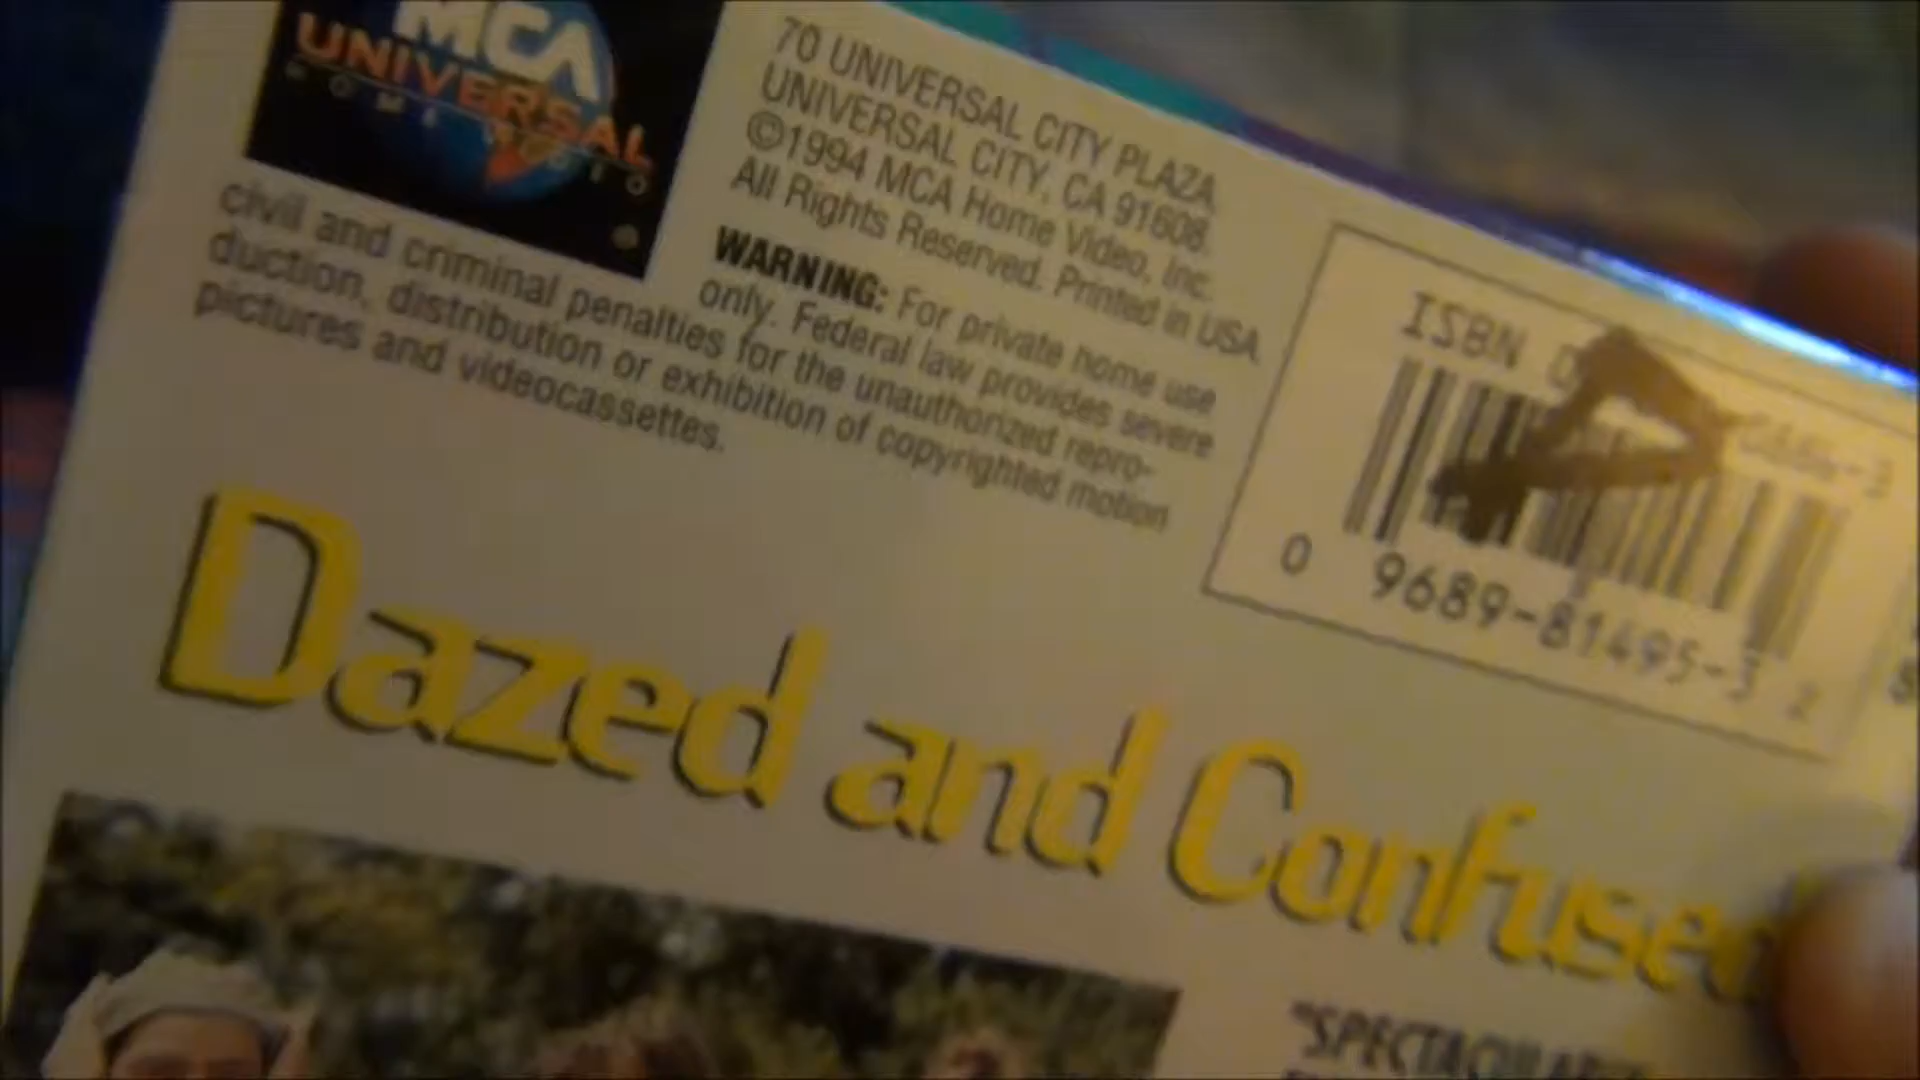 MCA
UNIVERSAL
HOME VIDEO
70 UNIVERSAL CITY PLAZA
UNIVERSAL CITY, CA 91608.
©1994 MCA Home Video, Inc.
All Rights Reserved. Printed in USA
WARNING: For private home use
only. Federal law provides severe
civil and criminal penalties for the unauthorized repro-
duction, distribution or exhibition of copyrighted motion
pictures and videocassettes.
ISBN
0 9689-81495-3 2
Dazed and Confused
"SPECTACULAR